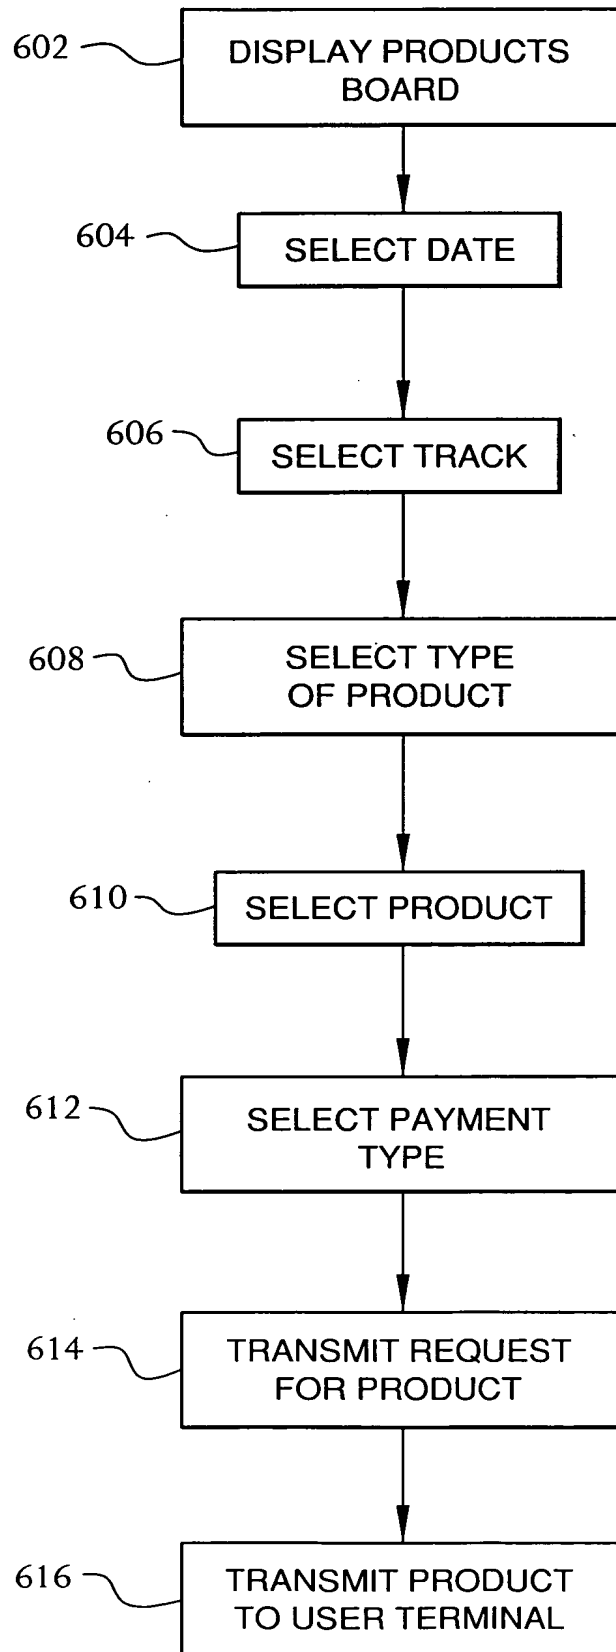 602
DISPLAY PRODUCTS
BOARD
604
SELECT DATE
606
SELECT TRACK
608
SELECT TYPE
OF PRODUCT
610
SELECT PRODUCT
612
SELECT PAYMENT
TYPE
614
TRANSMIT REQUEST
FOR PRODUCT
616
TRANSMIT PRODUCT
TO USER TERMINAL